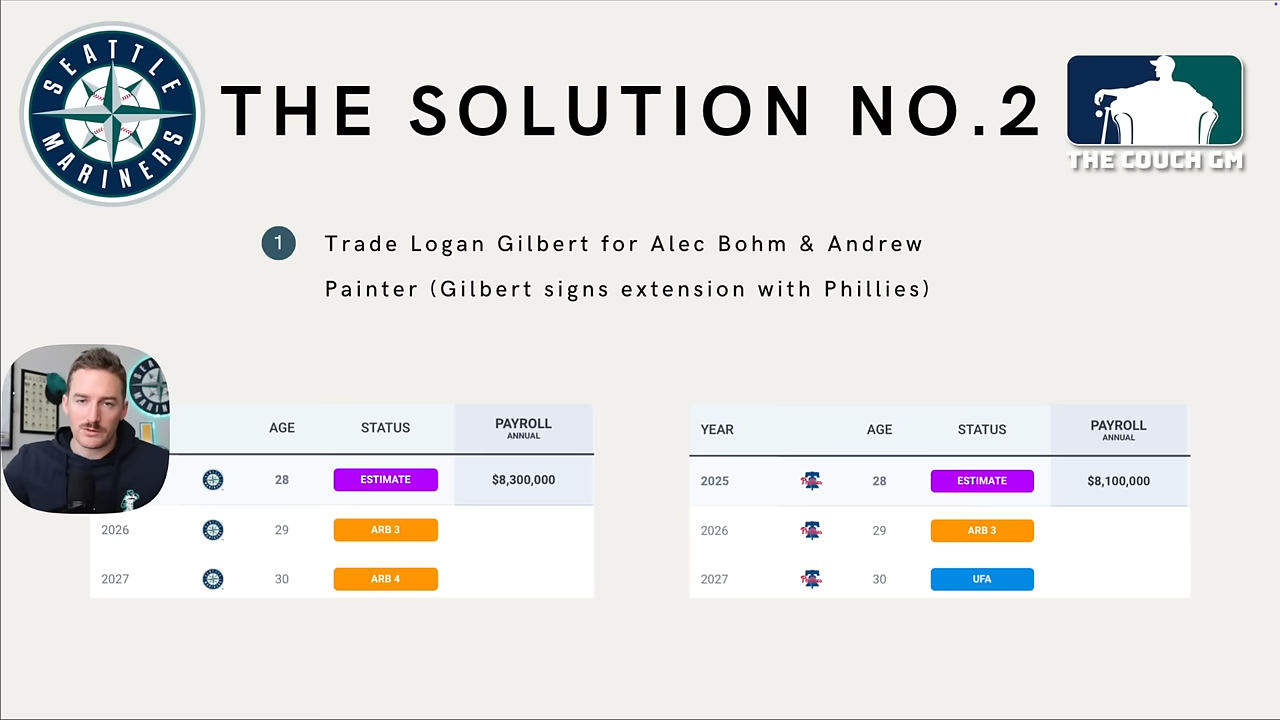 SEATTLE
MARINERS
THE SOLUTION NO.2
THE COUCH GM
1
Trade Logan Gilbert for Alec Bohm & Andrew
Painter (Gilbert signs extension with Phillies)
AGE STATUS PAYROLL
ANNUAL
28 ESTIMATE $8,300,000
2026 29 ARB 3
2027 30 ARB 4
YEAR AGE STATUS PAYROLL
ANNUAL
2025 28 ESTIMATE $8,100,000
2026 29 ARB 3
2027 30 UFA